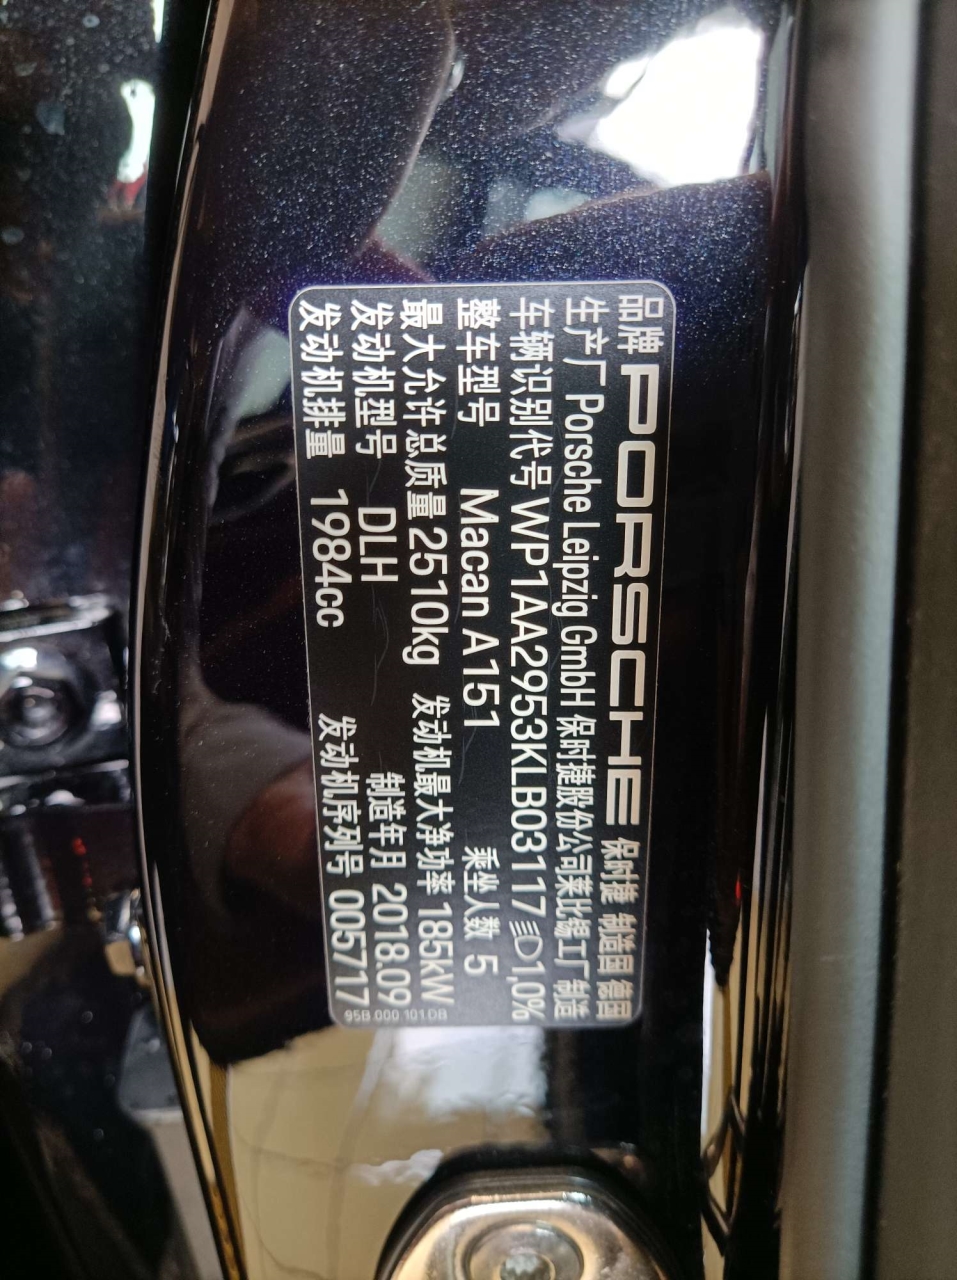 品牌 PORSCHE 保时捷 制造国 德国
生产厂 Porsche Leipzig GmbH 保时捷股份公司莱比锡工厂制造
车辆识别代号 WP1AA2953KLB03117 1,0%
整车型号 Macan A151 乘坐人数 5
最大允许总质量 2510kg 发动机最大净功率 185kW
发动机型号 DLH 制造年月 2018.09
发动机排量 1984cc 发动机序列号 005717
95B 000 101 DB